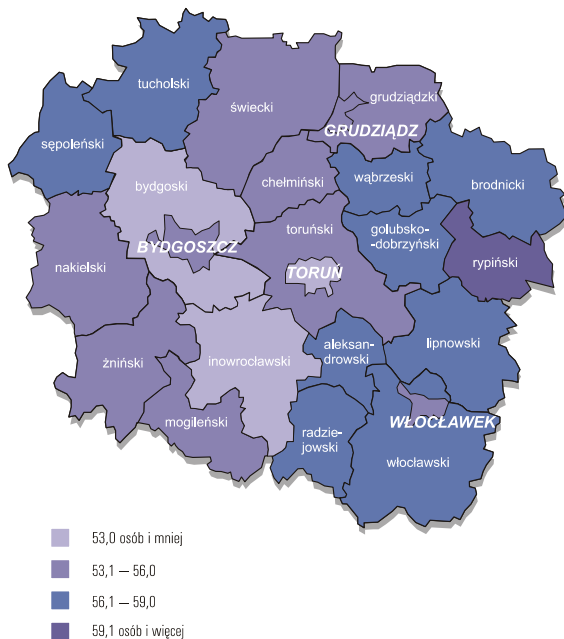 tucholski
świecki
grudziądzki
GRUDZIĄDZ
sępoleński
bydgoski
chełmiński
wąbrzeski
brodnicki
toruński
golubsko-
-dobrzyński
BYDGOSZCZ
nakielski
TORUŃ
rypiński
aleksan-
drowski
lipnowski
żniński
inowrocławski
mogileński
radzie-
jowski
WŁOCŁAWEK
włocławski
53,0 osób i mniej
53,1 — 56,0
56,1 — 59,0
59,1 osób i więcej